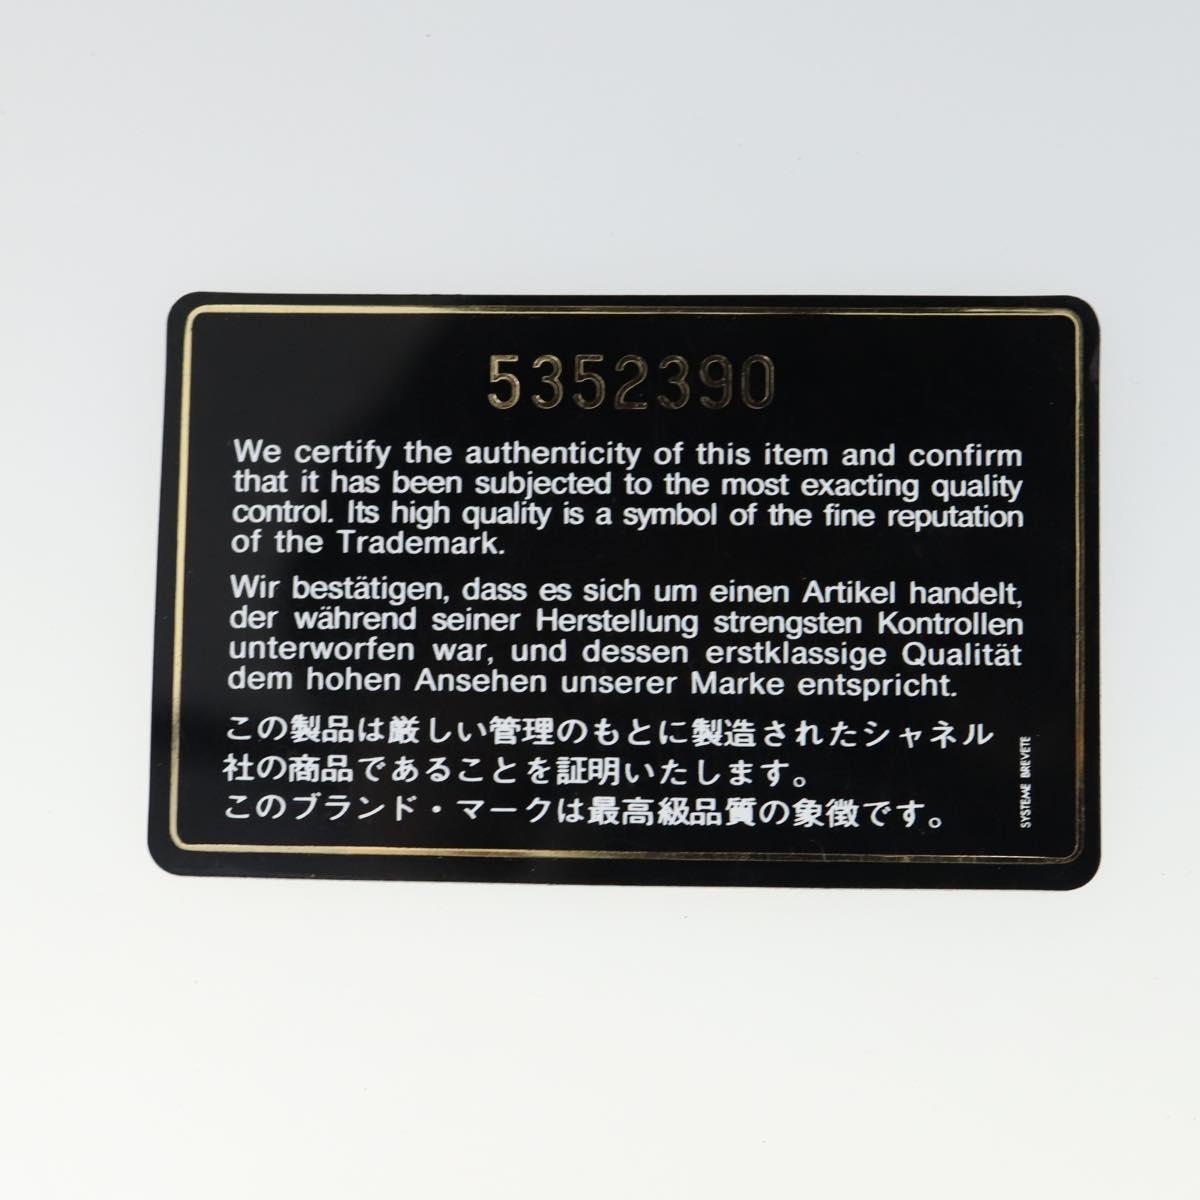 5352390
We certify the authenticity of this item and confirm
that it has been subjected to the most exacting quality
control. Its high quality is a symbol of the fine reputation
of the Trademark.
Wir bestätigen, dass es sich um einen Artikel handelt,
der während seiner Herstellung strengsten Kontrollen
unterworfen war, und dessen erstklassige Qualität
dem hohen Ansehen unserer Marke entspricht.
この製品は厳しい管理のもとに製造されたシャネル
社の商品であることを証明いたします。
このブランド・マークは最高級品質の象徴です。
SYSTEME BREVETE